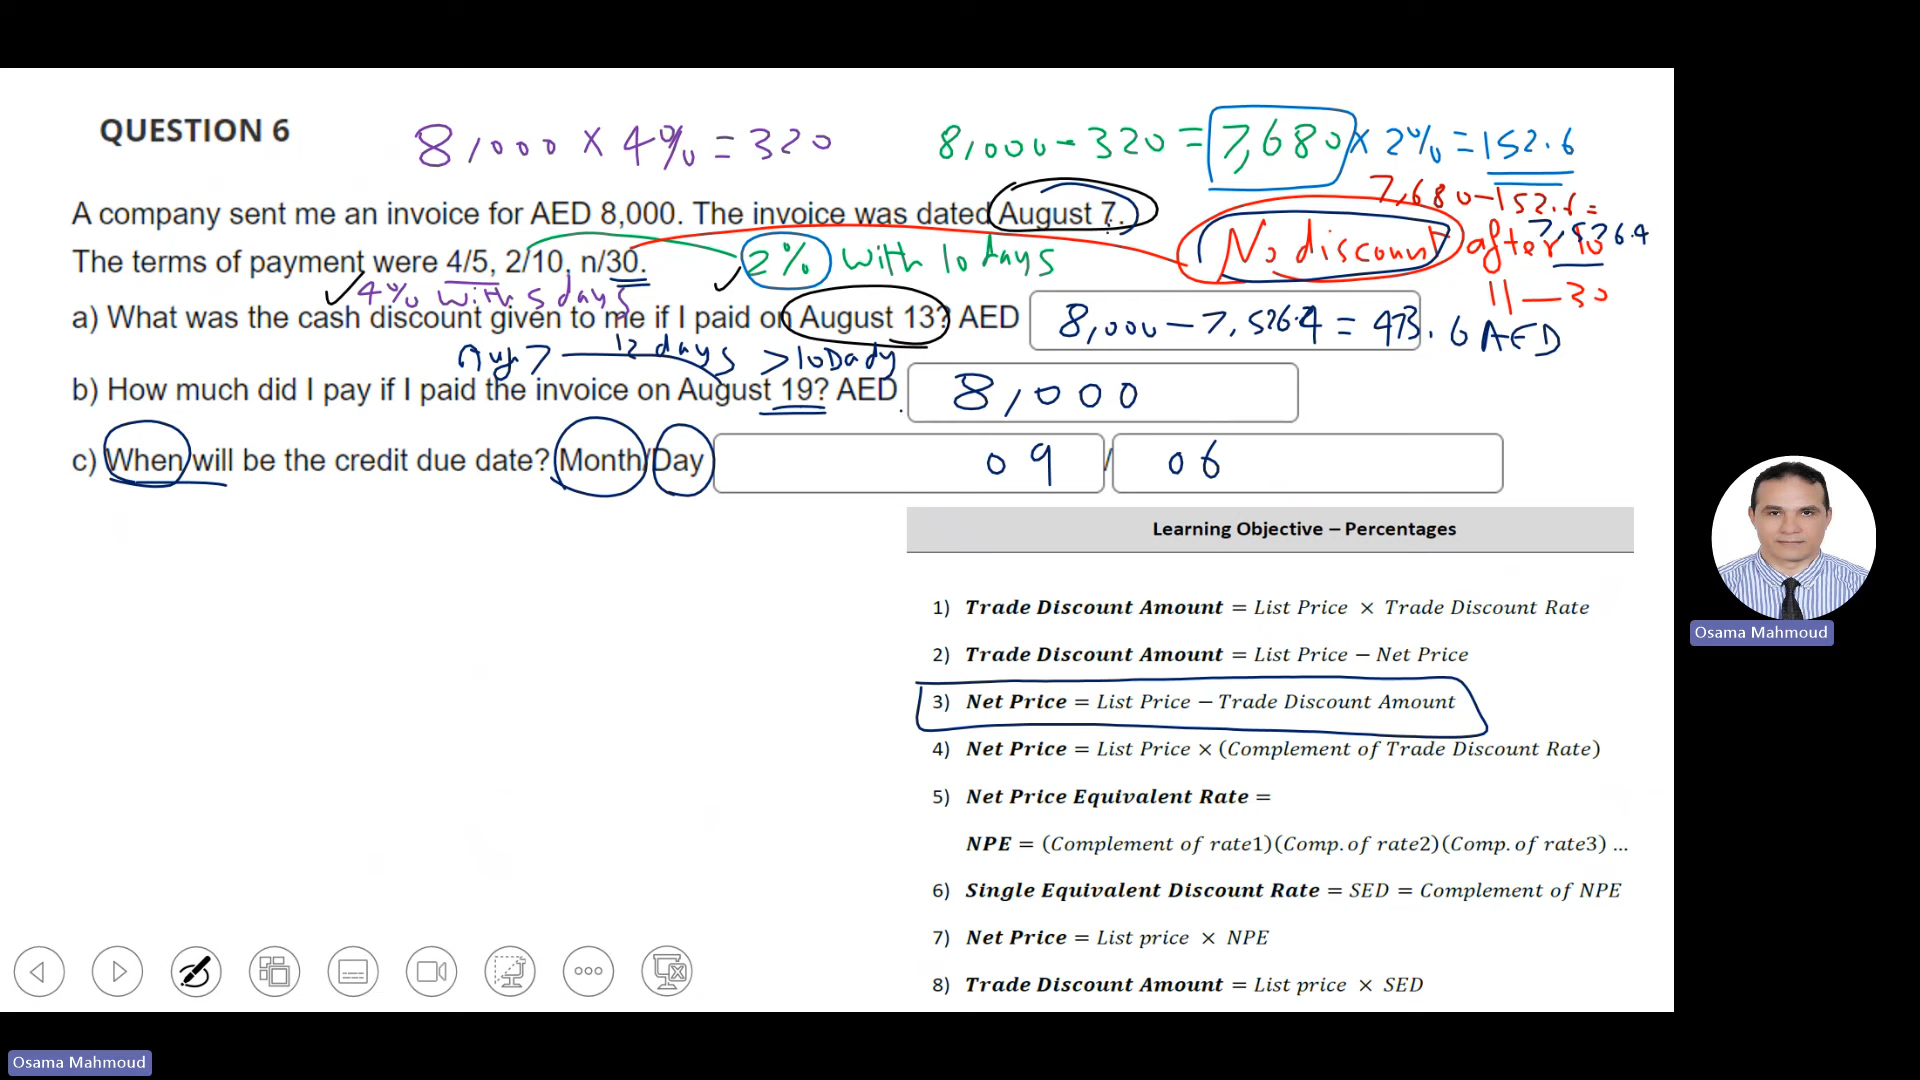 QUESTION 6
8,000 × 4% = 320
8,000 - 320 = 7,680 × 2% = 152.6
7,680 - 152.6 =
7,526.4
A company sent me an invoice for AED 8,000. The invoice was dated August 7.
The terms of payment were 4/5, 2/10, n/30.
2% with 10 days
No discount after 10
11 — 30
4% with 5 days
a) What was the cash discount given to me if I paid on August 13? AED
8,000 - 7,526.4 = 473.6 AED
Aug 7 12 days > 10 Dady
b) How much did I pay if I paid the invoice on August 19? AED
8,000
c) When will be the credit due date? Month/Day
09 / 06
Learning Objective – Percentages
1) Trade Discount Amount = List Price × Trade Discount Rate
2) Trade Discount Amount = List Price − Net Price
3) Net Price = List Price − Trade Discount Amount
4) Net Price = List Price × (Complement of Trade Discount Rate)
5) Net Price Equivalent Rate =
NPE = (Complement of rate1)(Comp. of rate2)(Comp. of rate3) ...
6) Single Equivalent Discount Rate = SED = Complement of NPE
7) Net Price = List price × NPE
8) Trade Discount Amount = List price × SED
Osama Mahmoud
Osama Mahmoud